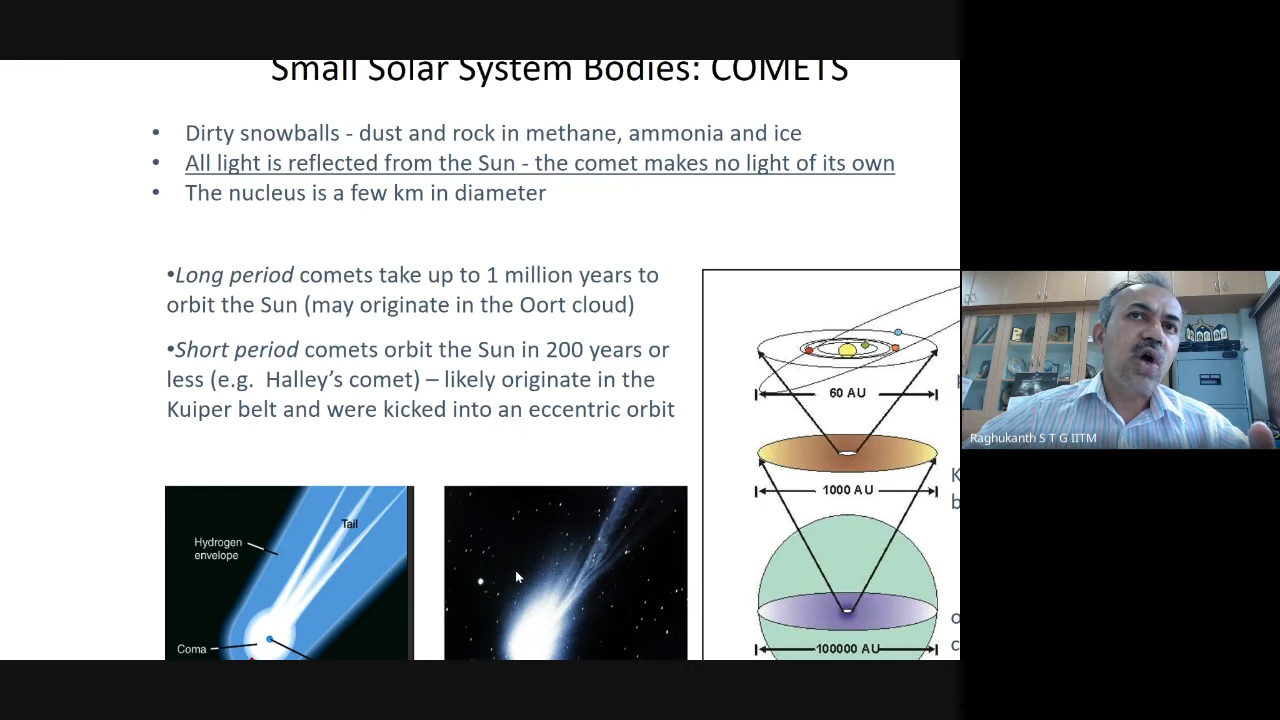 Small Solar System Bodies: COMETS
• Dirty snowballs - dust and rock in methane, ammonia and ice
• All light is reflected from the Sun - the comet makes no light of its own
• The nucleus is a few km in diameter
•Long period comets take up to 1 million years to
orbit the Sun (may originate in the Oort cloud)
•Short period comets orbit the Sun in 200 years or
less (e.g.  Halley's comet) – likely originate in the
Kuiper belt and were kicked into an eccentric orbit
60 AU
1000 AU
100000 AU
Tail
Hydrogen
envelope
Coma
Raghukanth S T G IITM